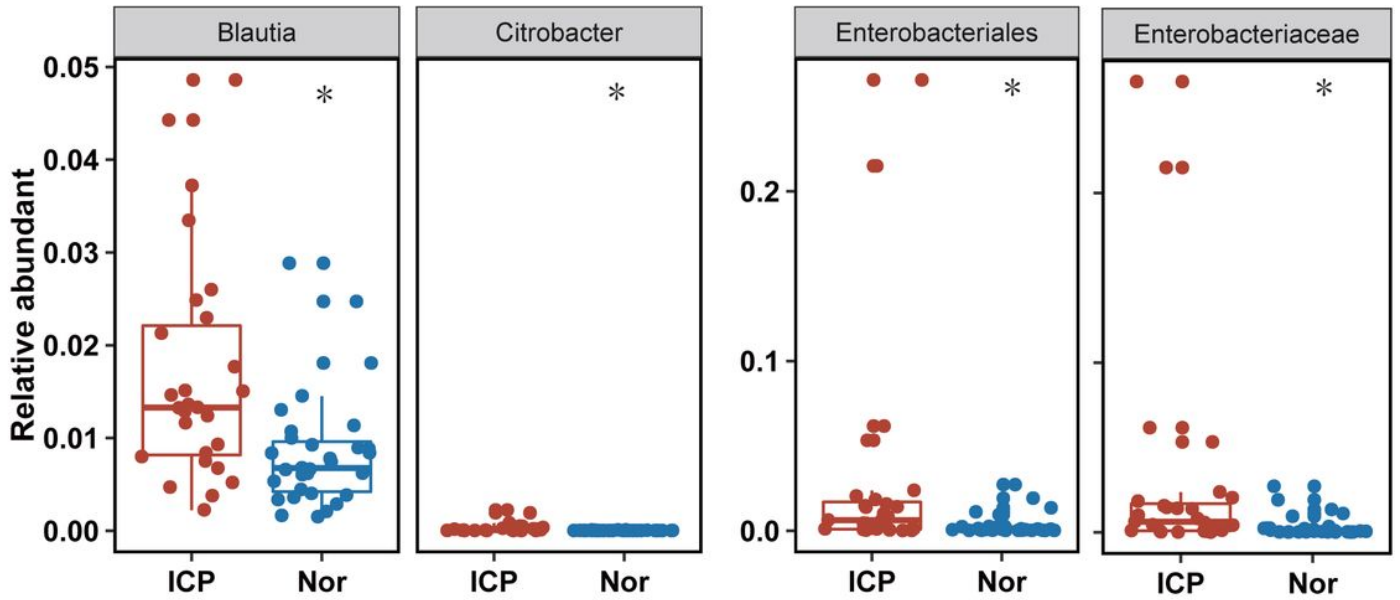 Blautia
Citrobacter
Enterobacteriales
Enterobacteriaceae
Relative abundant
0.05
0.04
0.03
0.02
0.01
0.00
*
*
0.2
0.1
0.0
*
*
ICP Nor
ICP Nor
ICP Nor
ICP Nor